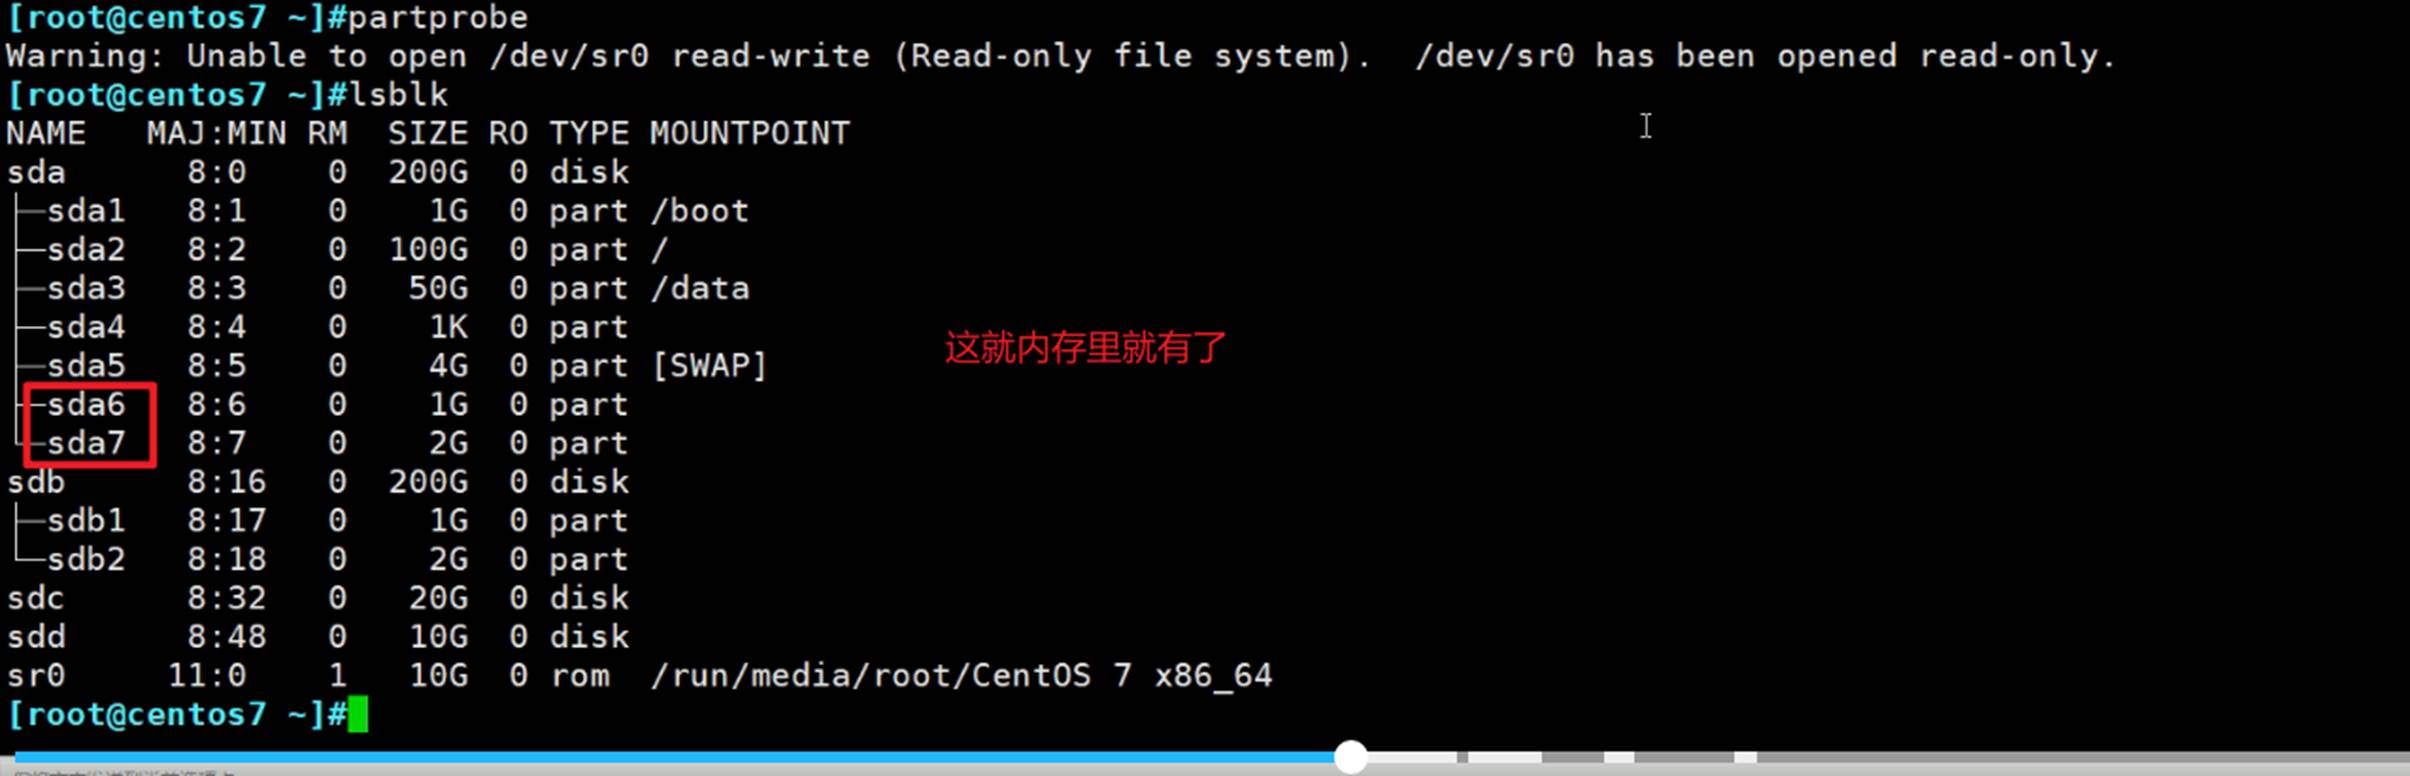 [root@centos7 ~]#partprobe
Warning: Unable to open /dev/sr0 read-write (Read-only file system).  /dev/sr0 has been opened read-only.
[root@centos7 ~]#lsblk
NAME   MAJ:MIN RM  SIZE RO TYPE MOUNTPOINT
sda      8:0    0  200G  0 disk
├─sda1   8:1    0    1G  0 part /boot
├─sda2   8:2    0  100G  0 part /
├─sda3   8:3    0   50G  0 part /data
├─sda4   8:4    0    1K  0 part
├─sda5   8:5    0    4G  0 part [SWAP]
├─sda6   8:6    0    1G  0 part
└─sda7   8:7    0    2G  0 part
这就内存里就有了
sdb      8:16   0  200G  0 disk
├─sdb1   8:17   0    1G  0 part
└─sdb2   8:18   0    2G  0 part
sdc      8:32   0   20G  0 disk
sdd      8:48   0   10G  0 disk
sr0     11:0    1   10G  0 rom  /run/media/root/CentOS 7 x86_64
[root@centos7 ~]#